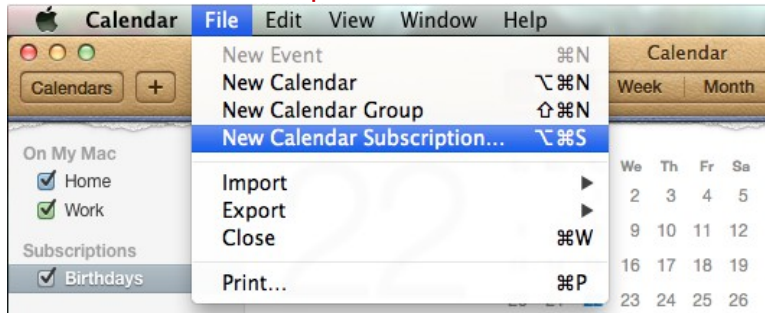 Calendar File Edit View Window Help
New Event ⌘N
Calendar
New Calendar ⌥⌘N
Calendars + Week Month
New Calendar Group ⇧⌘N
New Calendar Subscription... ⌥⌘S
On My Mac
We Th Fr Sa
Home Import 2 3 4 5
Work Export
Close ⌘W 9 10 11 12
Subscriptions
16 17 18 19
Birthdays Print... ⌘P
23 24 25 26